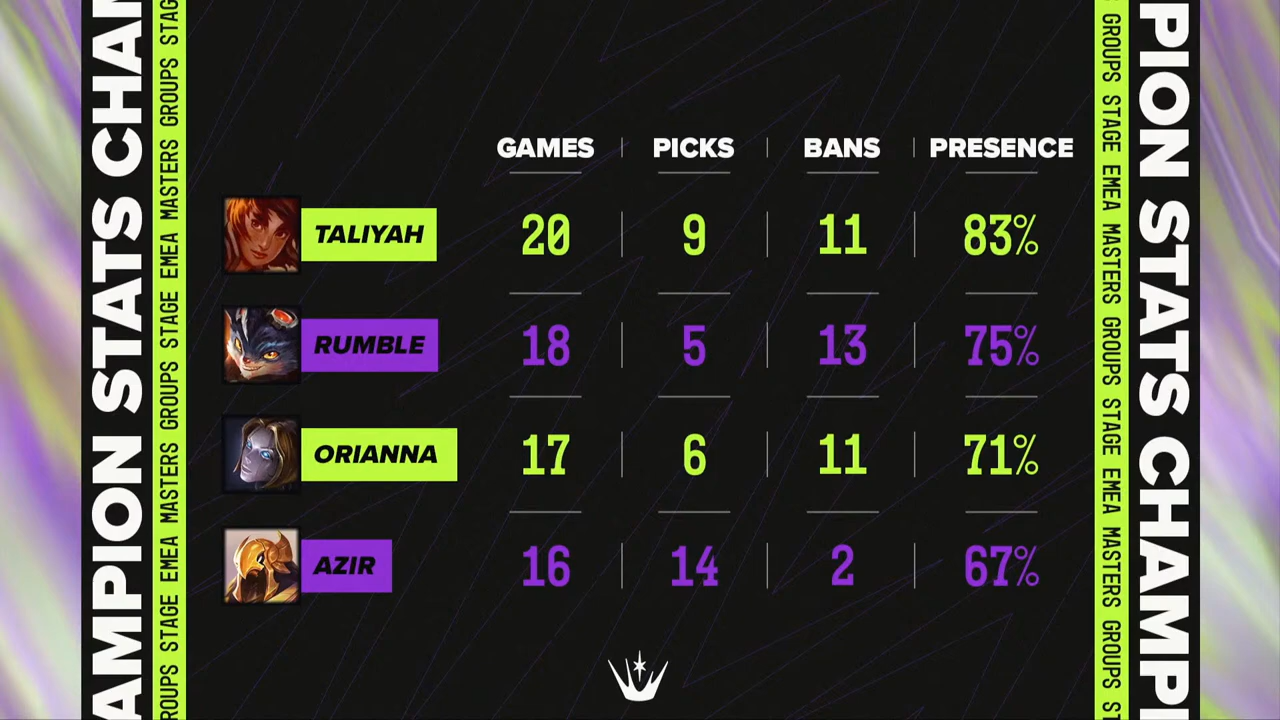 AMPION STATS CHAM
ROUPS STAGE EMEA MASTERS GROUPS STAGE EMEA MASTERS GROUPS STAG
GAMES PICKS BANS PRESENCE
TALIYAH 20 9 11 83%
RUMBLE 18 5 13 75%
ORIANNA 17 6 11 71%
AZIR 16 14 2 67%
GROUPS STAGE EMEA MASTERS GROUPS STAGE EMEA MASTERS GROUPS ST
PION STATS CHAMPI